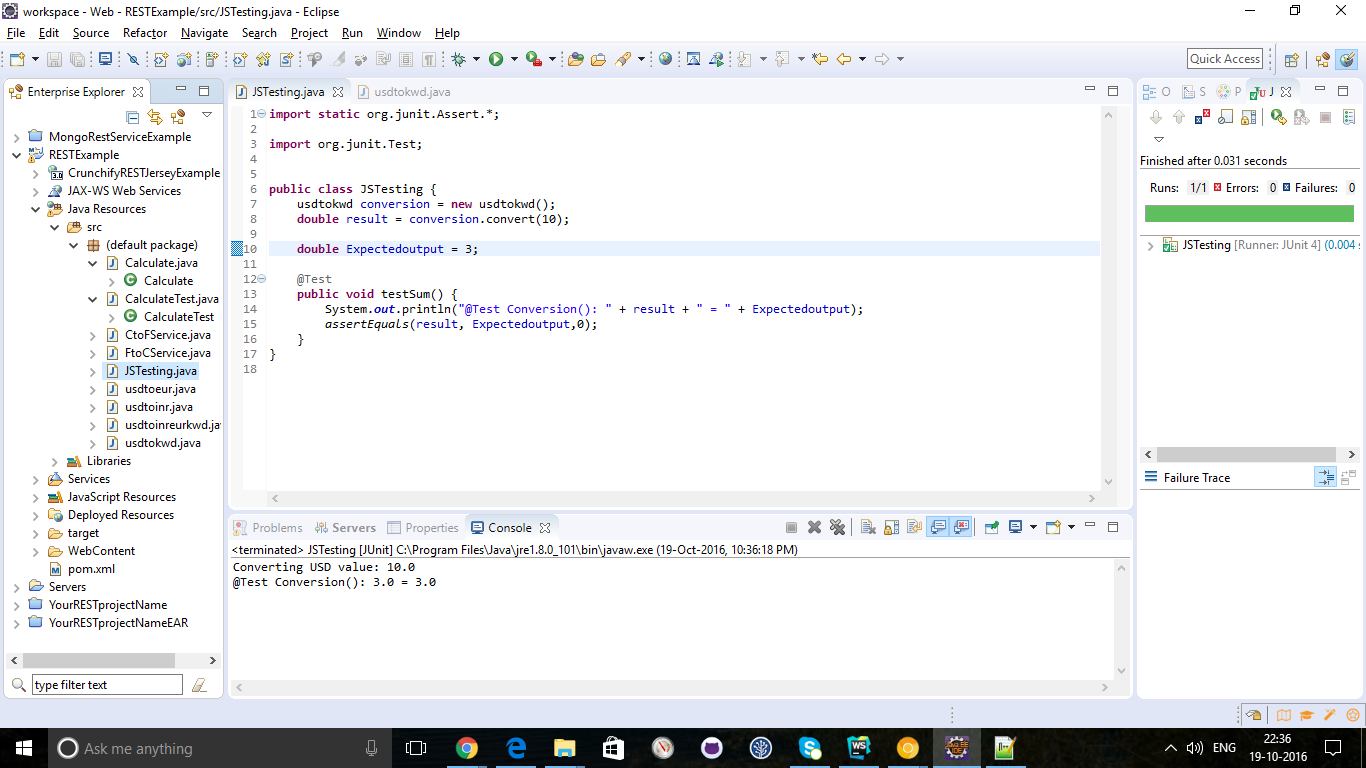 workspace - Web - RESTExample/src/JSTesting.java - Eclipse
File Edit Source Refactor Navigate Search Project Run Window Help
Quick Access
Enterprise Explorer
MongoRestServiceExample
RESTExample
CrunchifyRESTJerseyExample
JAX-WS Web Services
Java Resources
src
(default package)
Calculate.java
Calculate
CalculateTest.java
CalculateTest
CtoFService.java
FtoCService.java
JSTesting.java
usdtoeur.java
usdtoinr.java
usdtoinreurkwd.ja
usdtokwd.java
Libraries
Services
JavaScript Resources
Deployed Resources
target
WebContent
pom.xml
Servers
YourRESTprojectName
YourRESTprojectNameEAR
type filter text
JSTesting.java usdtokwd.java
1 import static org.junit.Assert.*;
2
3 import org.junit.Test;
4
5
6 public class JSTesting {
7 usdtokwd conversion = new usdtokwd();
8 double result = conversion.convert(10);
9
10 double Expectedoutput = 3;
11
12 @Test
13 public void testSum() {
14 System.out.println("@Test Conversion(): " + result + " = " + Expectedoutput);
15 assertEquals(result, Expectedoutput,0);
16 }
17 }
18
Problems Servers Properties Console
<terminated> JSTesting [JUnit] C:\Program Files\Java\jre1.8.0_101\bin\javaw.exe (19-Oct-2016, 10:36:18 PM)
Converting USD value: 10.0
@Test Conversion(): 3.0 = 3.0
O S P J
Finished after 0.031 seconds
Runs: 1/1 Errors: 0 Failures: 0
JSTesting [Runner: JUnit 4] (0.004 s
Failure Trace
Ask me anything
ENG
22:36
19-10-2016